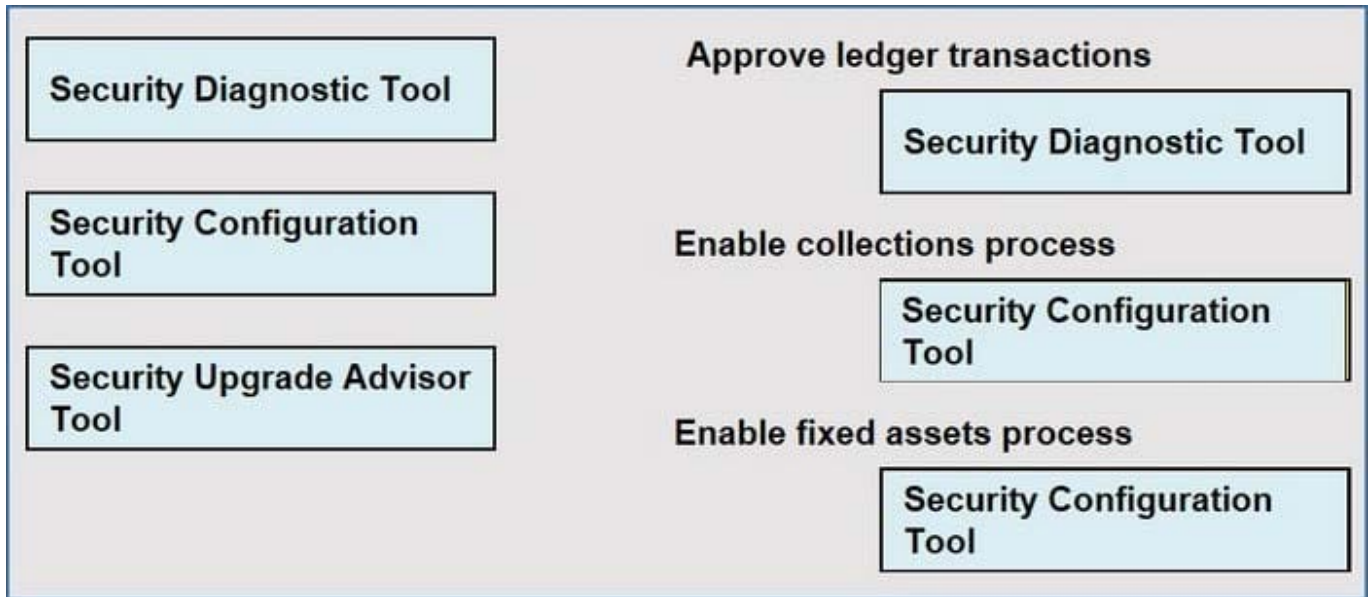 Security Diagnostic Tool
Security Configuration
Tool
Security Upgrade Advisor
Tool
Approve ledger transactions
Security Diagnostic Tool
Enable collections process
Security Configuration
Tool
Enable fixed assets process
Security Configuration
Tool